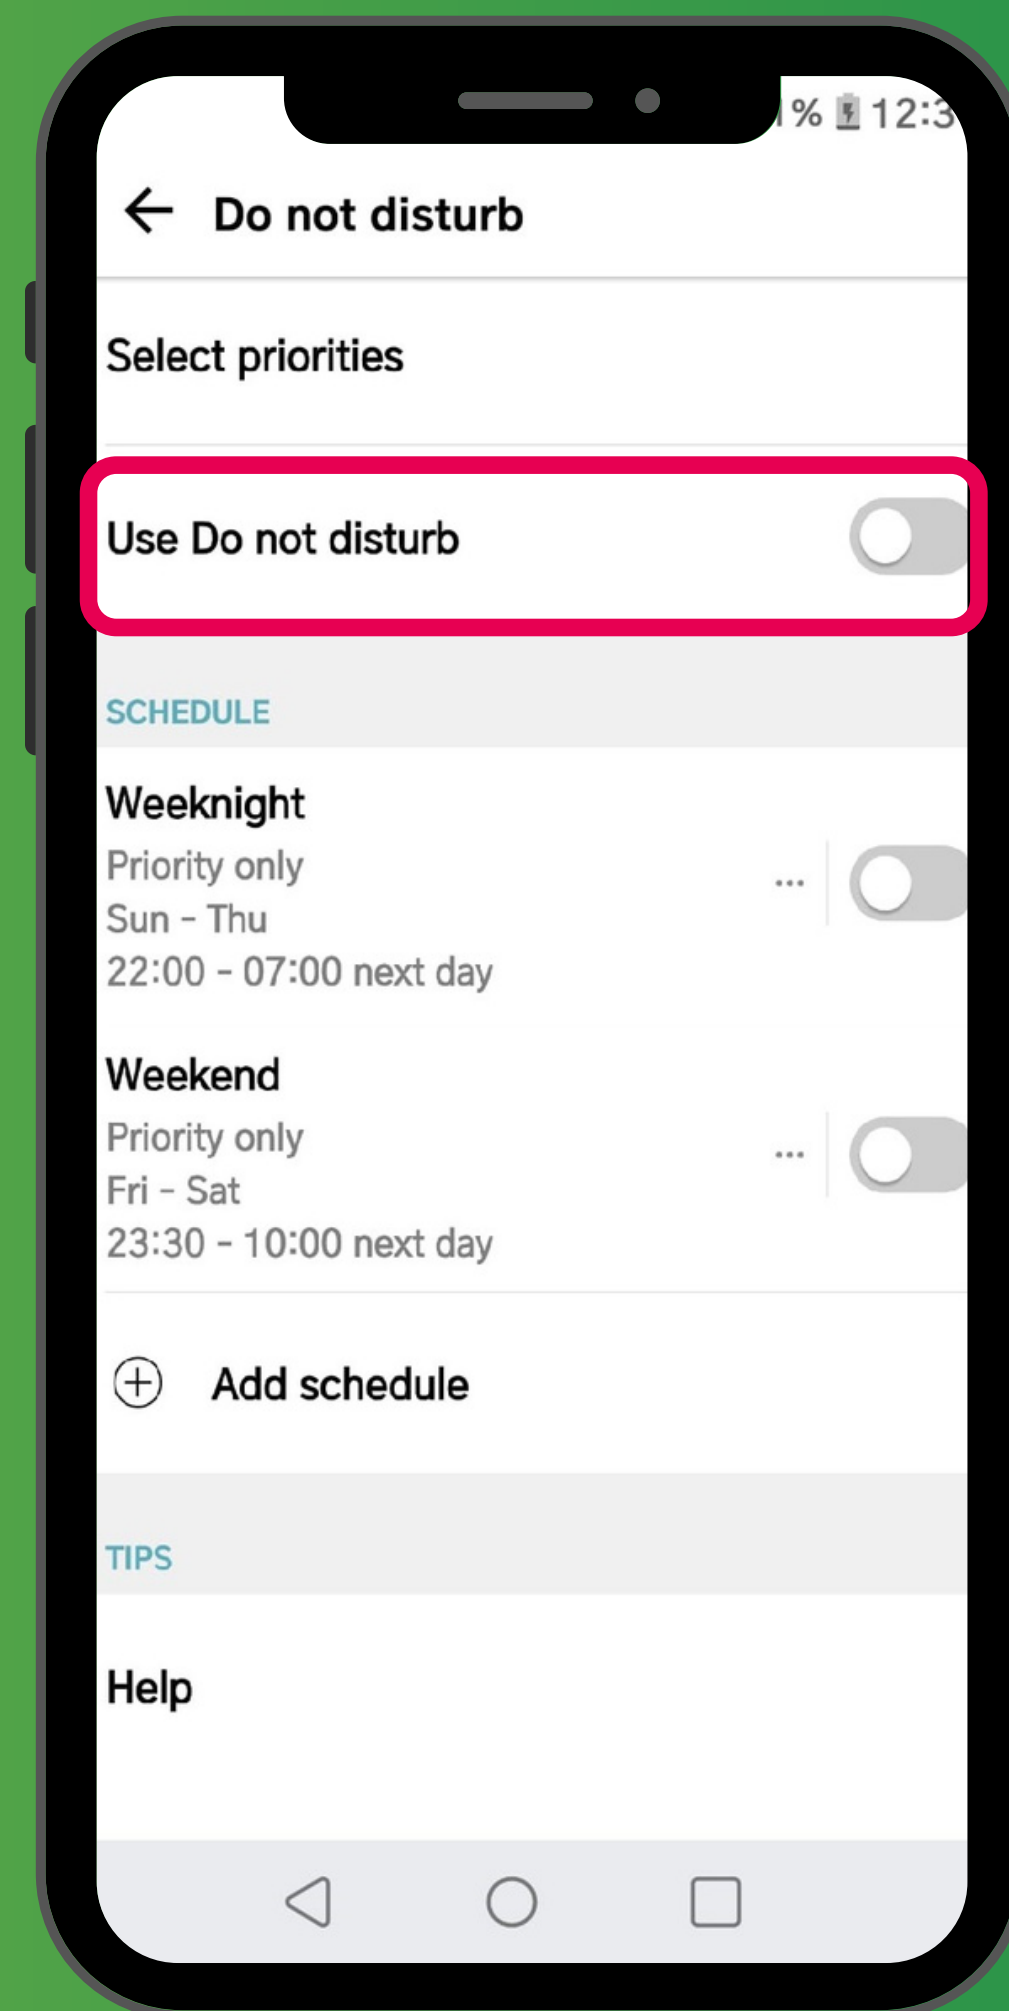 % 12:3
Do not disturb
Select priorities
Use Do not disturb
SCHEDULE
Weeknight
Priority only
Sun - Thu
22:00 - 07:00 next day
Weekend
Priority only
Fri - Sat
23:30 - 10:00 next day
Add schedule
TIPS
Help